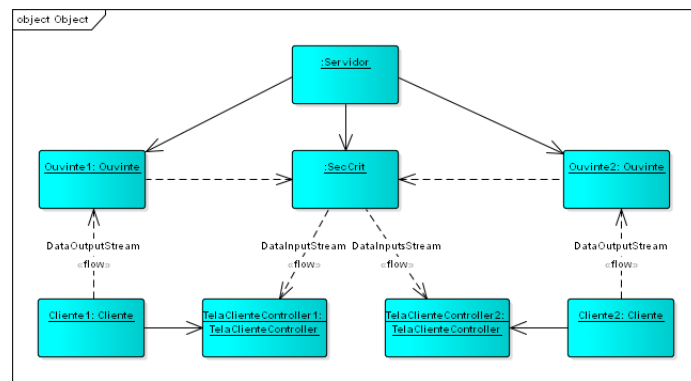 object Object
:Servidor
Ouvinte1: Ouvinte
:SecCrit
Ouvinte2: Ouvinte
DataOutputStream
«flow»
DataInputStream
«flow»
DataInputsStream
«flow»
DataOutputStream
«flow»
Cliente1: Cliente
TelaClienteController1:
TelaClienteController
TelaClienteController2:
TelaClienteController
Cliente2: Cliente